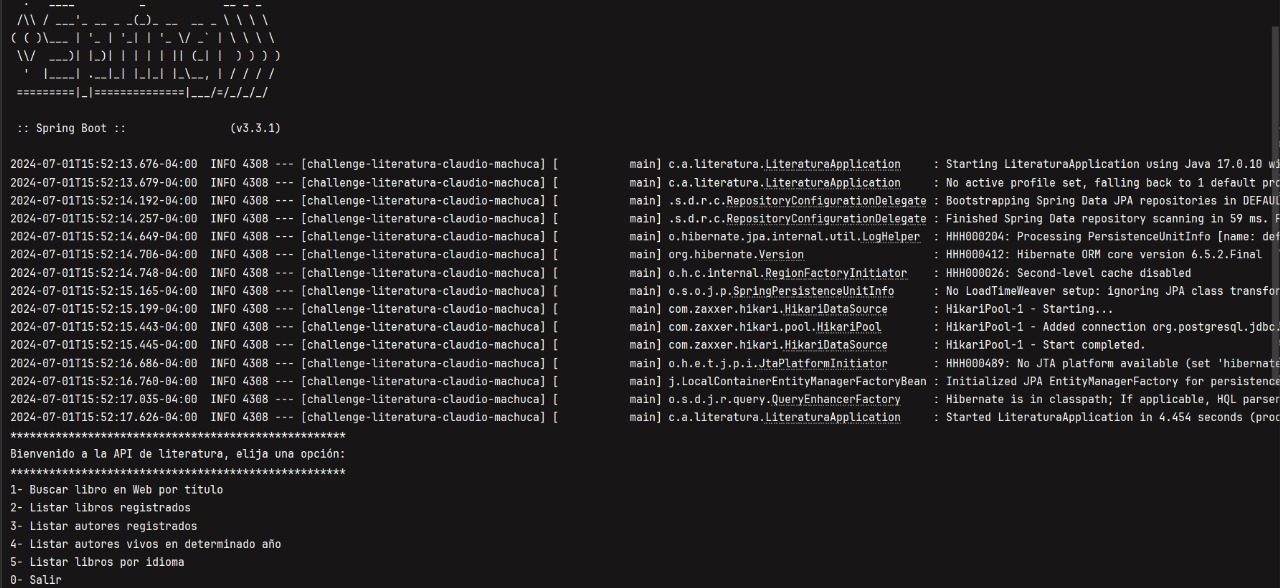 .   ____          _            __ _ _
 /\\ / ___'_ __ _ _(_)_ __  __ _ \ \ \ \
( ( )\___ | '_ | '_| | '_ \/ _` | \ \ \ \
 \\/  ___)| |_)| | | | | || (_| |  ) ) ) )
  '  |____| .__|_| |_|_| |_\__, | / / / /
 =========|_|==============|___/=/_/_/_/
 :: Spring Boot ::                (v3.3.1)
2024-07-01T15:52:13.676-04:00  INFO 4308 --- [challenge-literatura-claudio-machuca] [           main] c.a.literatura.LiteraturaApplication     : Starting LiteraturaApplication using Java 17.0.10 wi
2024-07-01T15:52:13.679-04:00  INFO 4308 --- [challenge-literatura-claudio-machuca] [           main] c.a.literatura.LiteraturaApplication     : No active profile set, falling back to 1 default pro
2024-07-01T15:52:14.192-04:00  INFO 4308 --- [challenge-literatura-claudio-machuca] [           main] .s.d.r.c.RepositoryConfigurationDelegate : Bootstrapping Spring Data JPA repositories in DEFAUL
2024-07-01T15:52:14.257-04:00  INFO 4308 --- [challenge-literatura-claudio-machuca] [           main] .s.d.r.c.RepositoryConfigurationDelegate : Finished Spring Data repository scanning in 59 ms. F
2024-07-01T15:52:14.649-04:00  INFO 4308 --- [challenge-literatura-claudio-machuca] [           main] o.hibernate.jpa.internal.util.LogHelper  : HHH000204: Processing PersistenceUnitInfo [name: def
2024-07-01T15:52:14.706-04:00  INFO 4308 --- [challenge-literatura-claudio-machuca] [           main] org.hibernate.Version                    : HHH000412: Hibernate ORM core version 6.5.2.Final
2024-07-01T15:52:14.748-04:00  INFO 4308 --- [challenge-literatura-claudio-machuca] [           main] o.h.c.internal.RegionFactoryInitiator    : HHH000026: Second-level cache disabled
2024-07-01T15:52:15.165-04:00  INFO 4308 --- [challenge-literatura-claudio-machuca] [           main] o.s.o.j.p.SpringPersistenceUnitInfo      : No LoadTimeWeaver setup: ignoring JPA class transfor
2024-07-01T15:52:15.199-04:00  INFO 4308 --- [challenge-literatura-claudio-machuca] [           main] com.zaxxer.hikari.HikariDataSource       : HikariPool-1 - Starting...
2024-07-01T15:52:15.443-04:00  INFO 4308 --- [challenge-literatura-claudio-machuca] [           main] com.zaxxer.hikari.pool.HikariPool        : HikariPool-1 - Added connection org.postgresql.jdbc.
2024-07-01T15:52:15.445-04:00  INFO 4308 --- [challenge-literatura-claudio-machuca] [           main] com.zaxxer.hikari.HikariDataSource       : HikariPool-1 - Start completed.
2024-07-01T15:52:16.686-04:00  INFO 4308 --- [challenge-literatura-claudio-machuca] [           main] o.h.e.t.j.p.i.JtaPlatformInitiator       : HHH000489: No JTA platform available (set 'hibernate
2024-07-01T15:52:16.760-04:00  INFO 4308 --- [challenge-literatura-claudio-machuca] [           main] j.LocalContainerEntityManagerFactoryBean : Initialized JPA EntityManagerFactory for persistence
2024-07-01T15:52:17.035-04:00  INFO 4308 --- [challenge-literatura-claudio-machuca] [           main] o.s.d.j.r.query.QueryEnhancerFactory     : Hibernate is in classpath; If applicable, HQL parser
2024-07-01T15:52:17.626-04:00  INFO 4308 --- [challenge-literatura-claudio-machuca] [           main] c.a.literatura.LiteraturaApplication     : Started LiteraturaApplication in 4.454 seconds (proc
****************************************************
Bienvenido a la API de literatura, elija una opción:
****************************************************
1- Buscar libro en Web por título
2- Listar libros registrados
3- Listar autores registrados
4- Listar autores vivos en determinado año
5- Listar libros por idioma
0- Salir